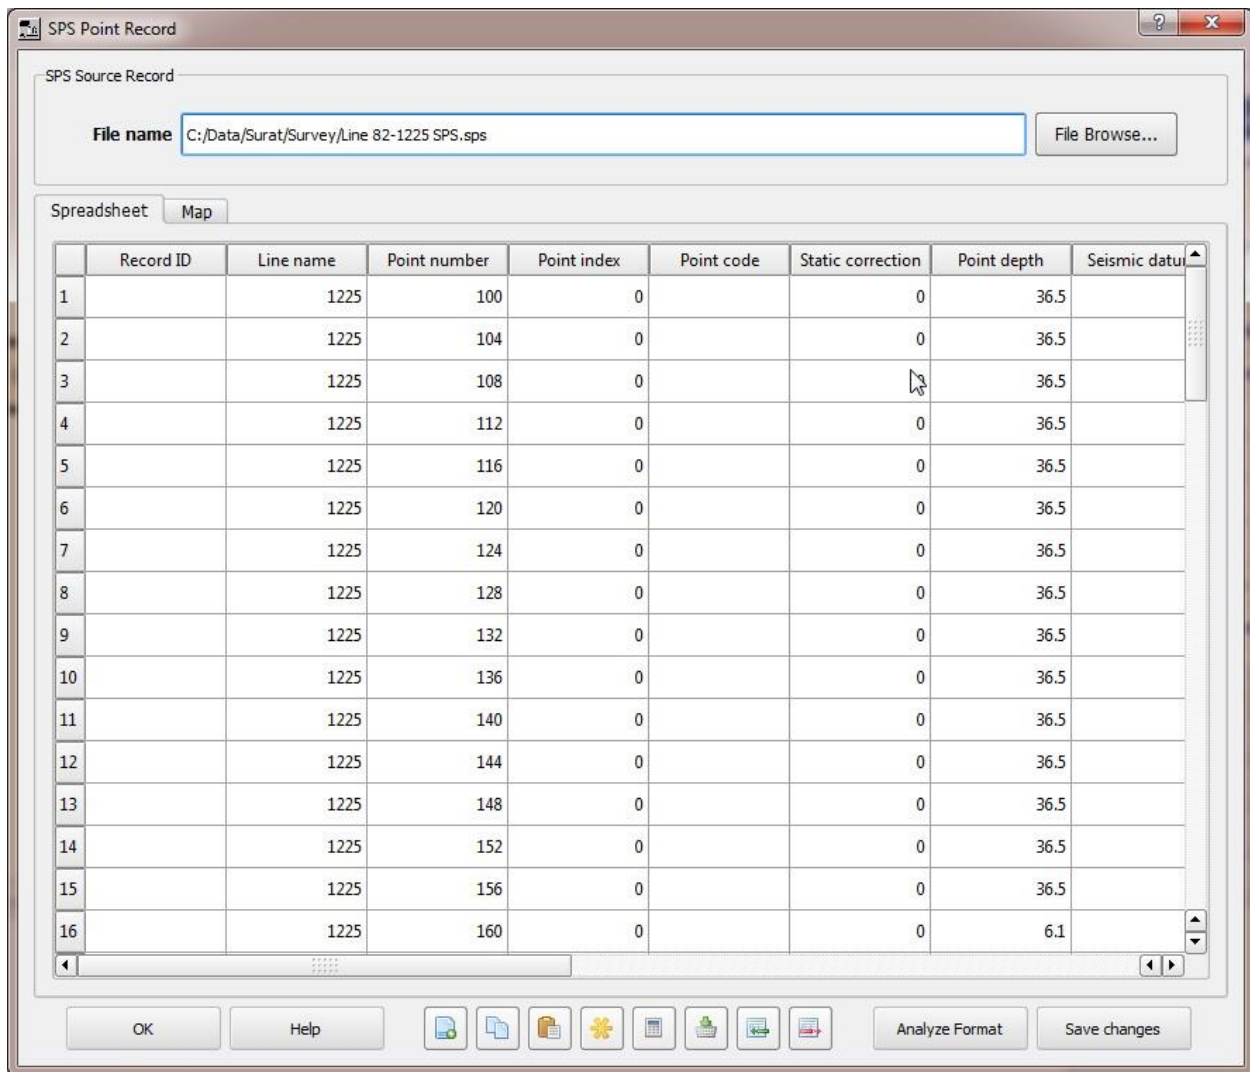 SPS Point Record
SPS Source Record
File name C:/Data/Surat/Survey/Line 82-1225 SPS.sps File Browse...
Spreadsheet Map
Record ID Line name Point number Point index Point code Static correction Point depth Seismic datu
1 1225 100 0 0 36.5
2 1225 104 0 0 36.5
3 1225 108 0 36.5
4 1225 112 0 0 36.5
5 1225 116 0 0 36.5
6 1225 120 0 0 36.5
7 1225 124 0 0 36.5
8 1225 128 0 0 36.5
9 1225 132 0 0 36.5
10 1225 136 0 0 36.5
11 1225 140 0 0 36.5
12 1225 144 0 0 36.5
13 1225 148 0 0 36.5
14 1225 152 0 0 36.5
15 1225 156 0 0 36.5
16 1225 160 0 0 6.1
OK Help Analyze Format Save changes